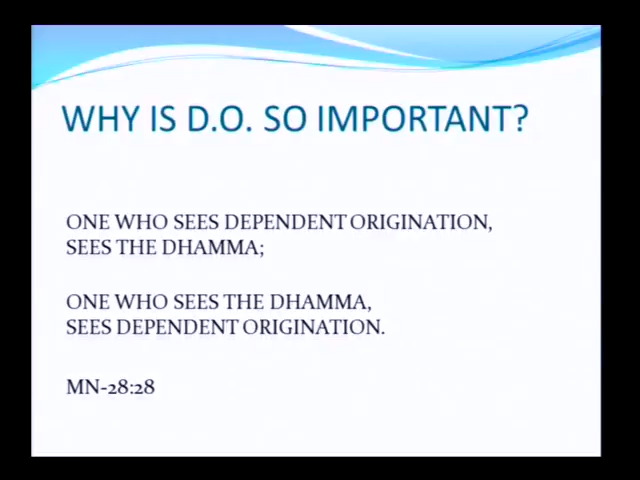 WHY IS D.O. SO IMPORTANT?
ONE WHO SEES DEPENDENT ORIGINATION,
SEES THE DHAMMA;
ONE WHO SEES THE DHAMMA,
SEES DEPENDENT ORIGINATION.
MN-28:28